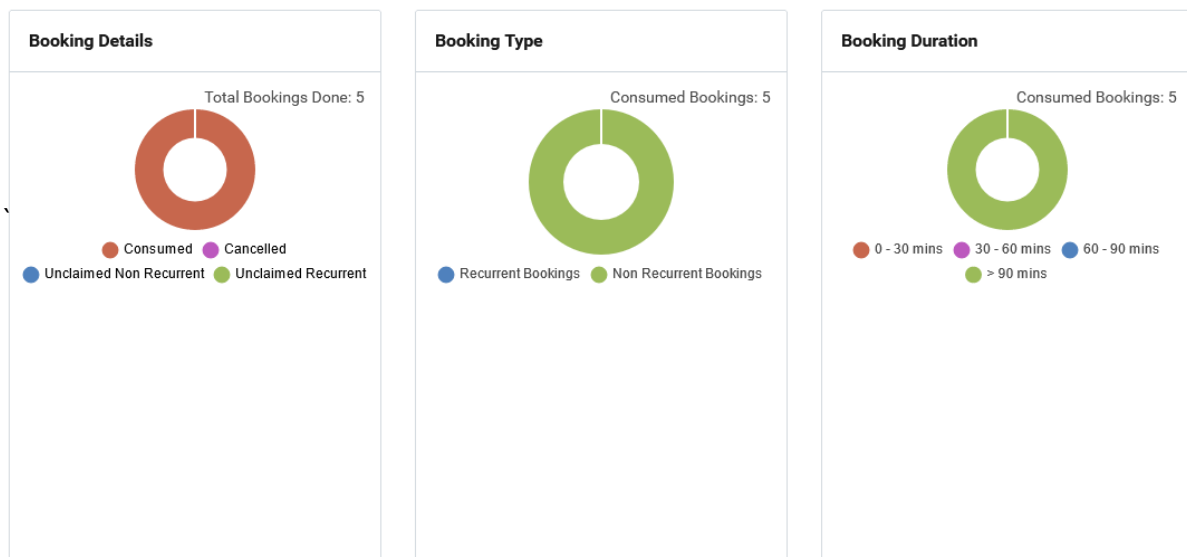 Booking Details
Total Bookings Done: 5
Consumed Cancelled
Unclaimed Non Recurrent Unclaimed Recurrent
Booking Type
Consumed Bookings: 5
Recurrent Bookings Non Recurrent Bookings
Booking Duration
Consumed Bookings: 5
0 - 30 mins 30 - 60 mins 60 - 90 mins
> 90 mins
`